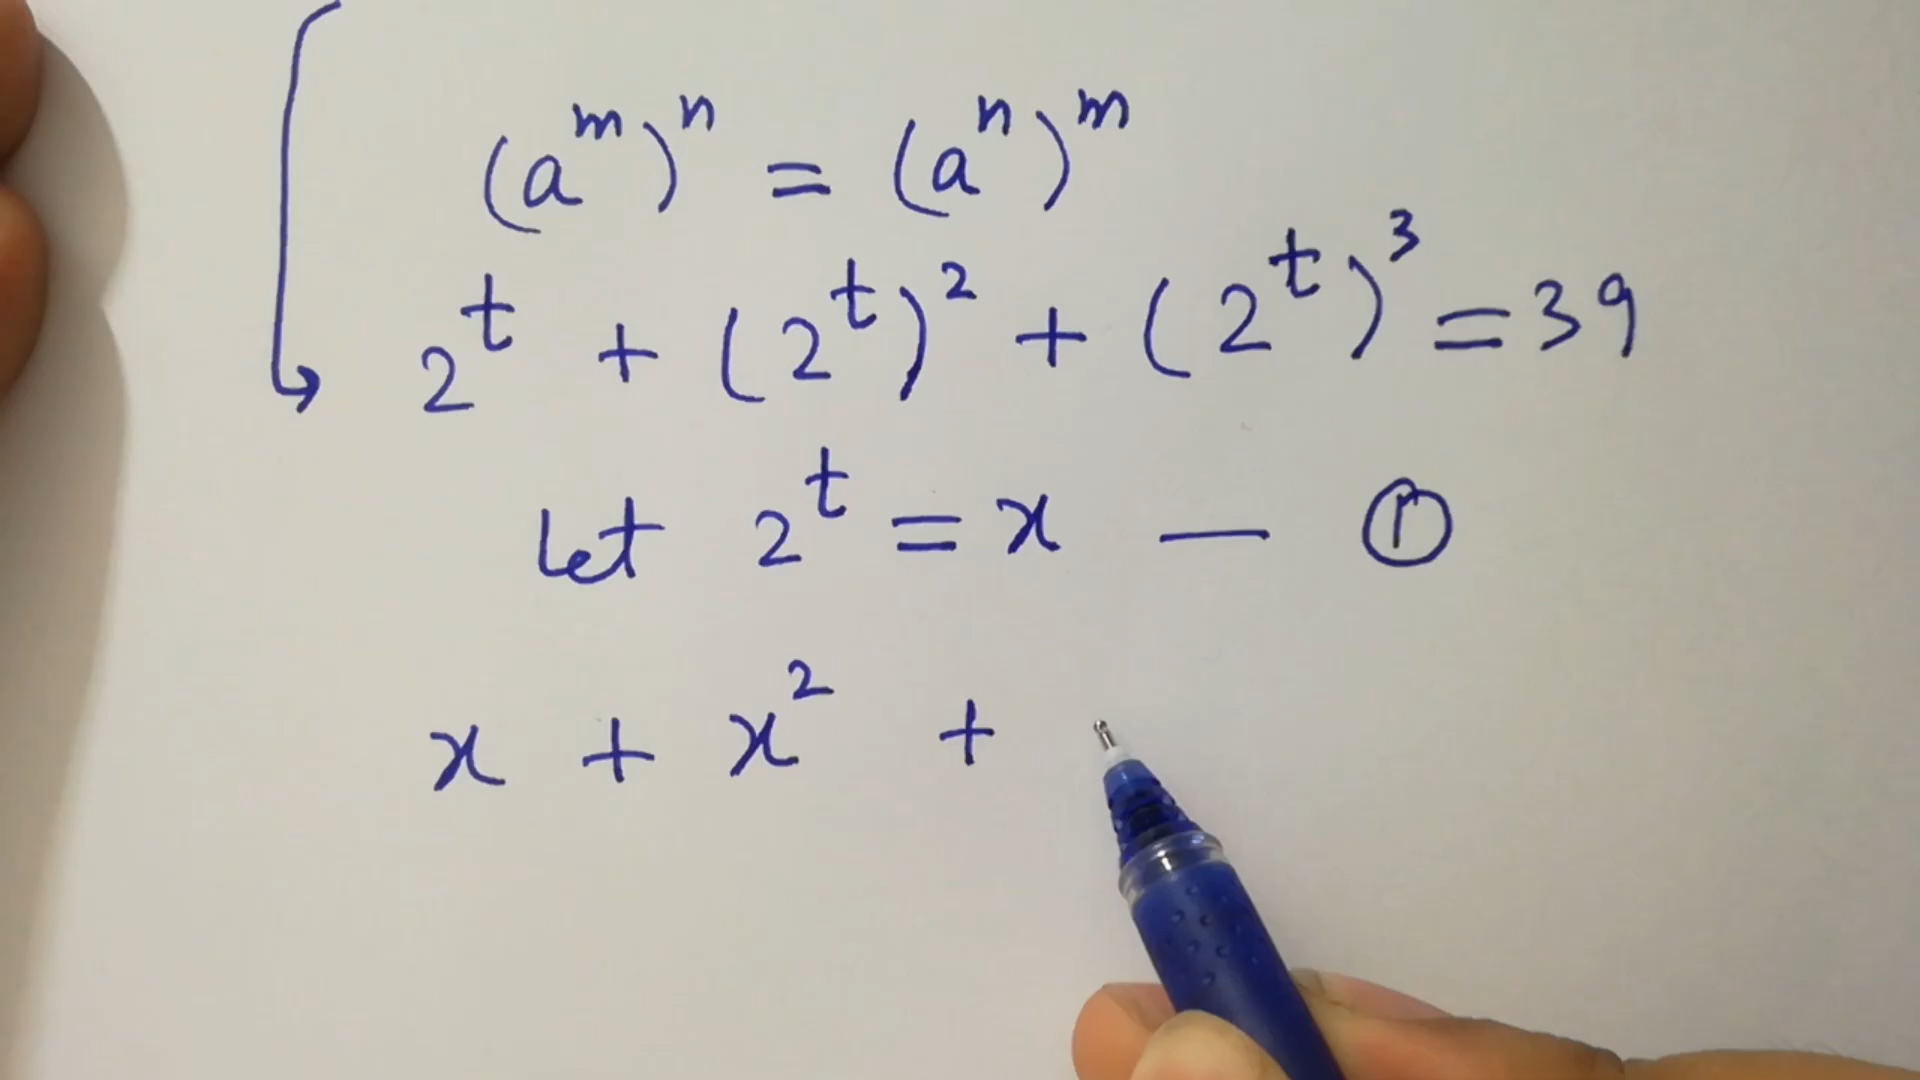 (a^m)^n = (a^n)^m
2^t + (2^t)^2 + (2^t)^3 = 39
let 2^t = x — ①
x + x^2 +